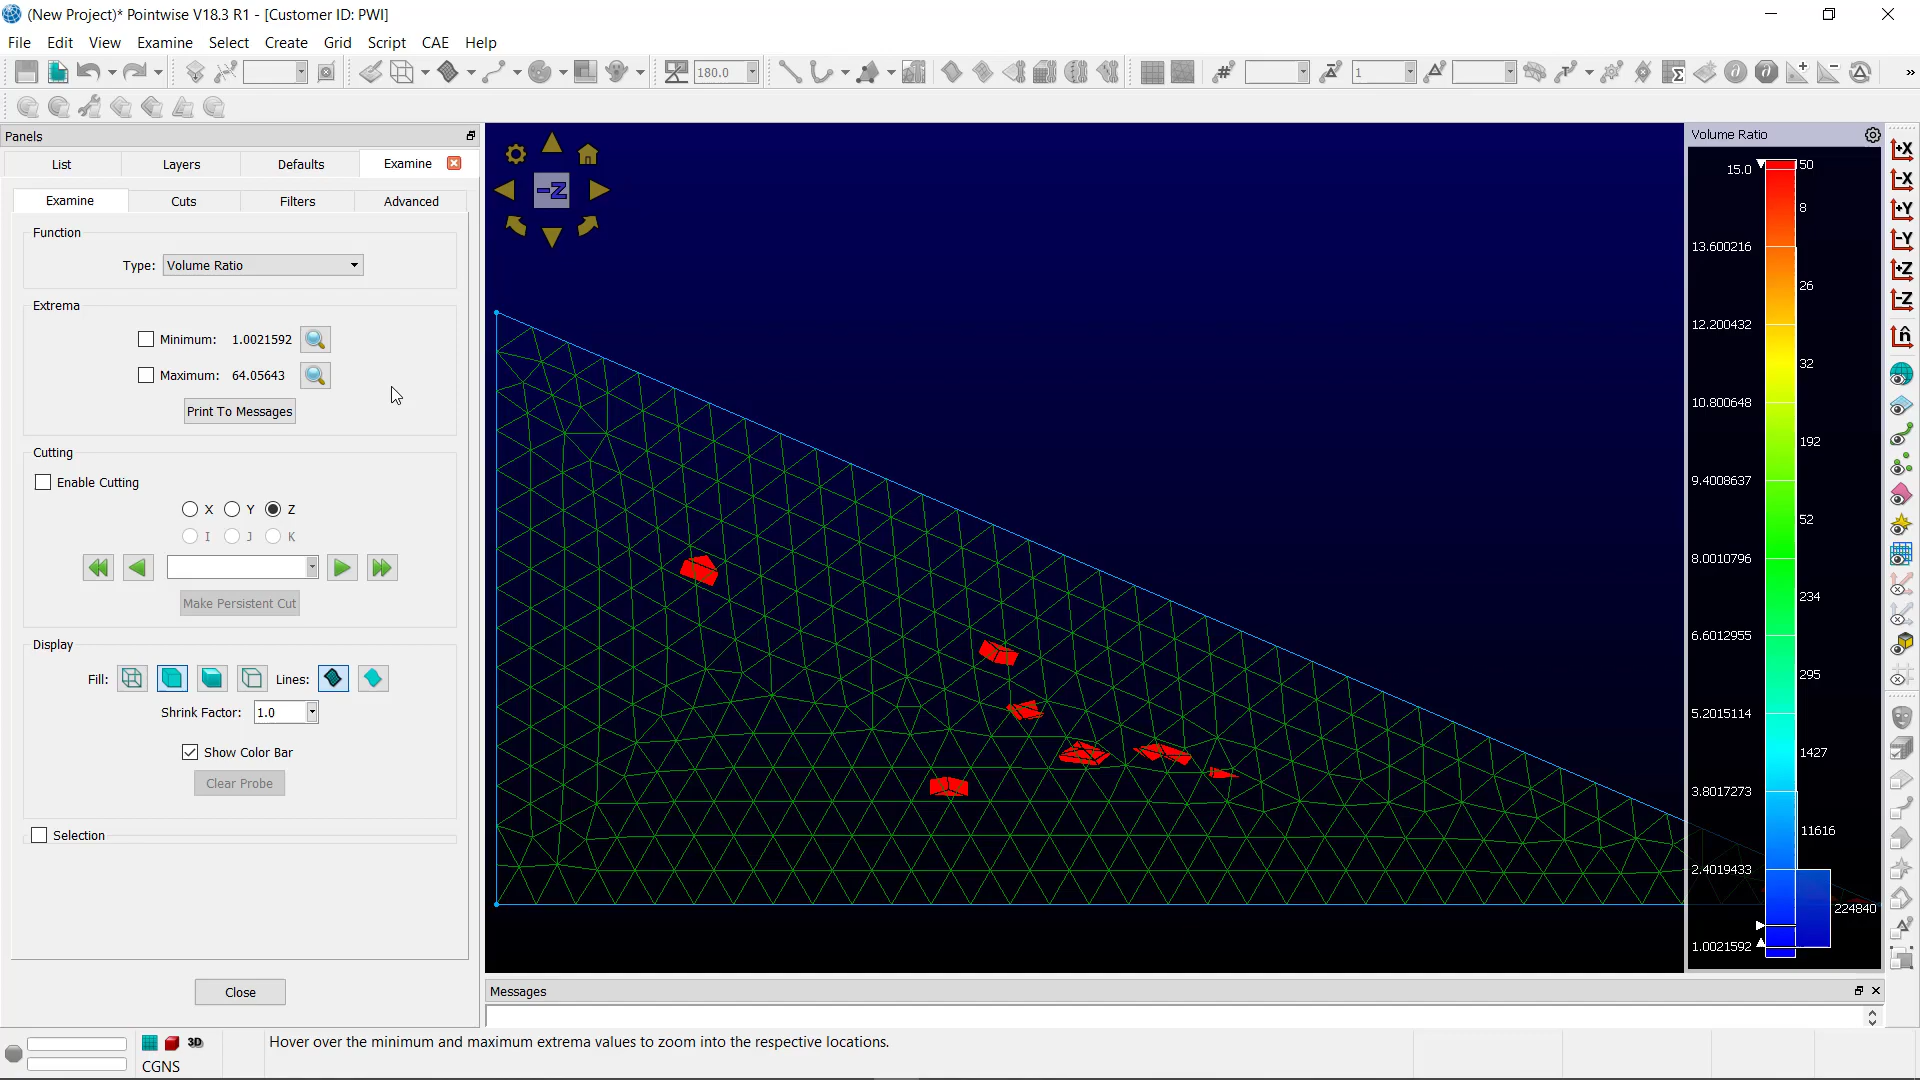 (New Project)* Pointwise V18.3 R1 - [Customer ID: PWI]
File Edit View Examine Select Create Grid Script CAE Help
180.0
1
»
Panels
List Layers Defaults Examine
Examine Cuts Filters Advanced
Function
Type: Volume Ratio
Extrema
Minimum: 1.0021592
Maximum: 64.05643
Print To Messages
Cutting
Enable Cutting
X Y Z
I J K
Make Persistent Cut
Display
Fill: Lines:
Shrink Factor: 1.0
Show Color Bar
Clear Probe
Selection
Close
-Z
Volume Ratio
15.0 50
8
13.600216
26
12.200432
32
10.800648
192
9.4008637
52
8.0010796
234
6.6012955
295
5.2015114
1427
3.8017273
11616
2.4019433
224840
1.0021592
+X
-X
+Y
-Y
+Z
-Z
n̂
Messages
3D
CGNS
Hover over the minimum and maximum extrema values to zoom into the respective locations.